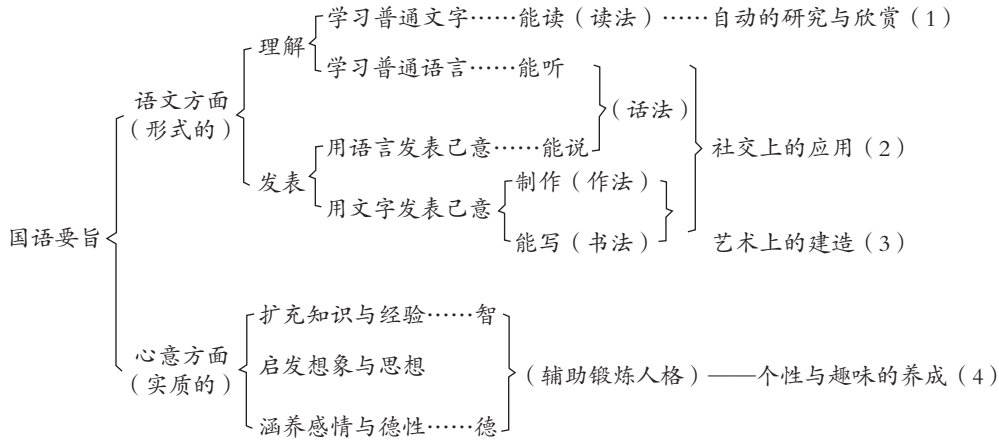 学习普通文字……能读（读法）……自动的研究与欣赏（1）
理解
学习普通语言……能听
语文方面
（形式的）
（话法）
用语言发表己意……能说
社交上的应用（2）
发表
制作（作法）
用文字发表己意
国语要旨
能写（书法）
艺术上的建造（3）
扩充知识与经验……智
心意方面
（实质的）
启发想象与思想
（辅助锻炼人格）——个性与趣味的养成（4）
涵养感情与德性……德